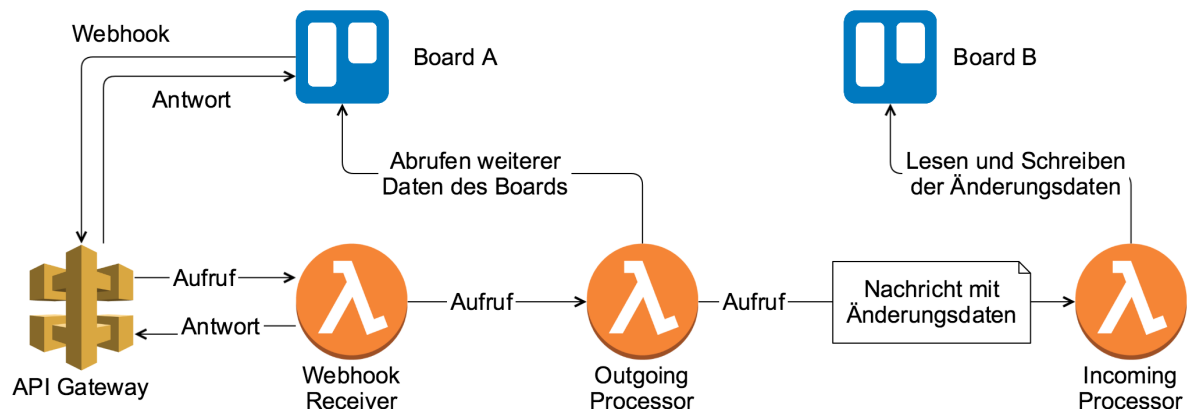 Webhook
Board A
Board B
Antwort
Abrufen weiterer
Daten des Boards
Lesen und Schreiben
der Änderungsdaten
Aufruf
Antwort
Aufruf
Aufruf
Nachricht mit
Änderungsdaten
API Gateway
Webhook
Receiver
Outgoing
Processor
Incoming
Processor